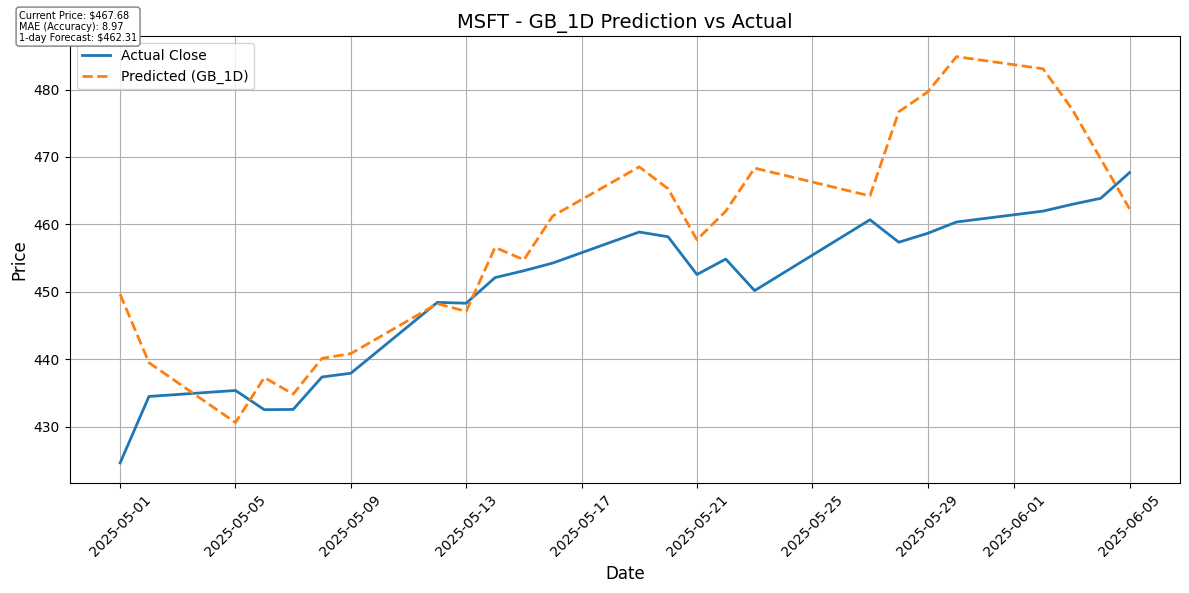 MSFT - GB_1D Prediction vs Actual
Current Price: $467.68
MAE (Accuracy): 8.97
1-day Forecast: $462.31
Actual Close
Predicted (GB_1D)
Price
480
470
460
450
440
430
2025-05-01
2025-05-05
2025-05-09
2025-05-13
2025-05-17
2025-05-21
2025-05-25
2025-05-29
2025-06-01
2025-06-05
Date